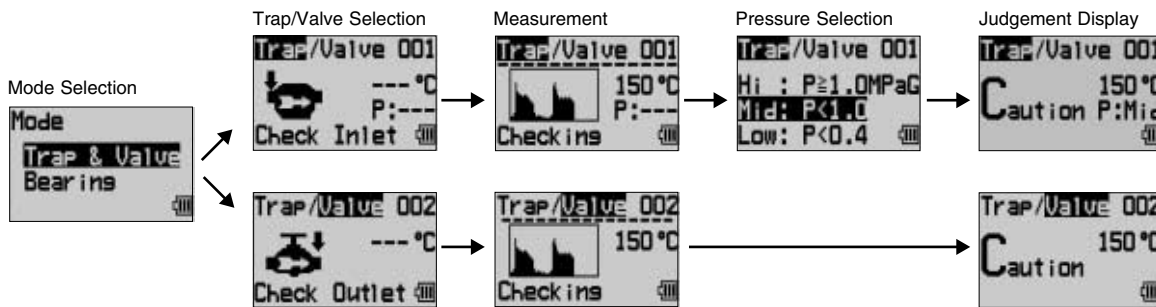 Trap/Valve Selection
Measurement
Pressure Selection
Judgement Display
Mode Selection
Mode
Trap & Valve
Bearing
Trap/Valve 001
--- °C
P:---
Check Inlet
Trap/Valve 001
150 °C
P:---
Checking
Trap/Valve 001
Hi : P≧1.0MPaG
Mid: P<1.0
Low: P<0.4
Trap/Valve 001
150 °C
Caution P:Mid
Trap/Valve 002
--- °C
Check Outlet
Trap/Valve 002
150 °C
Checking
Trap/Valve 002
150 °C
Caution